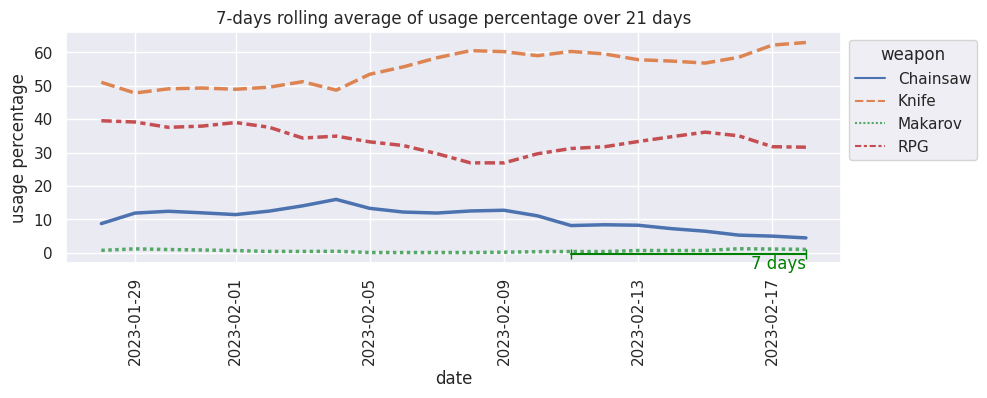 7-days rolling average of usage percentage over 21 days
usage percentage
60
50
40
30
20
10
0
7 days
2023-01-29
2023-02-01
2023-02-05
2023-02-09
2023-02-13
2023-02-17
date
weapon
Chainsaw
Knife
Makarov
RPG